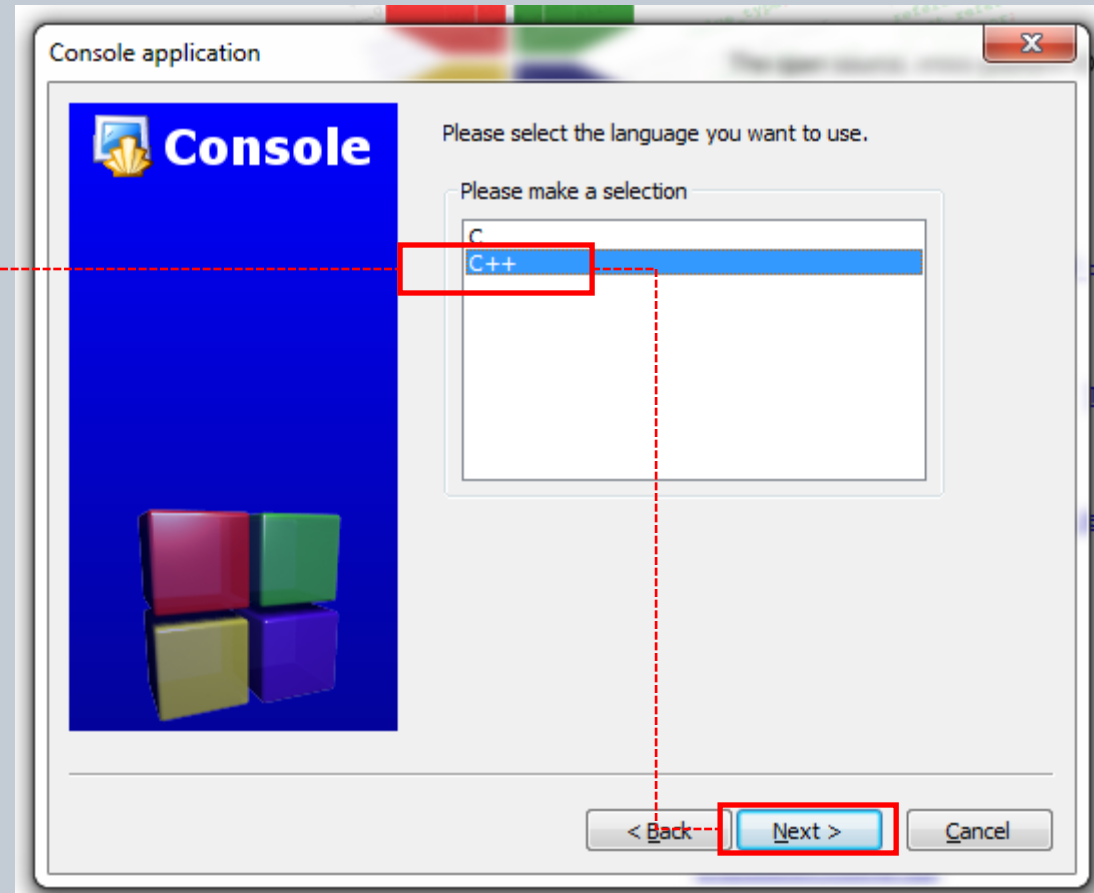 Console application
Console
Please select the language you want to use.
Please make a selection
C
C++
< Back
Next >
Cancel